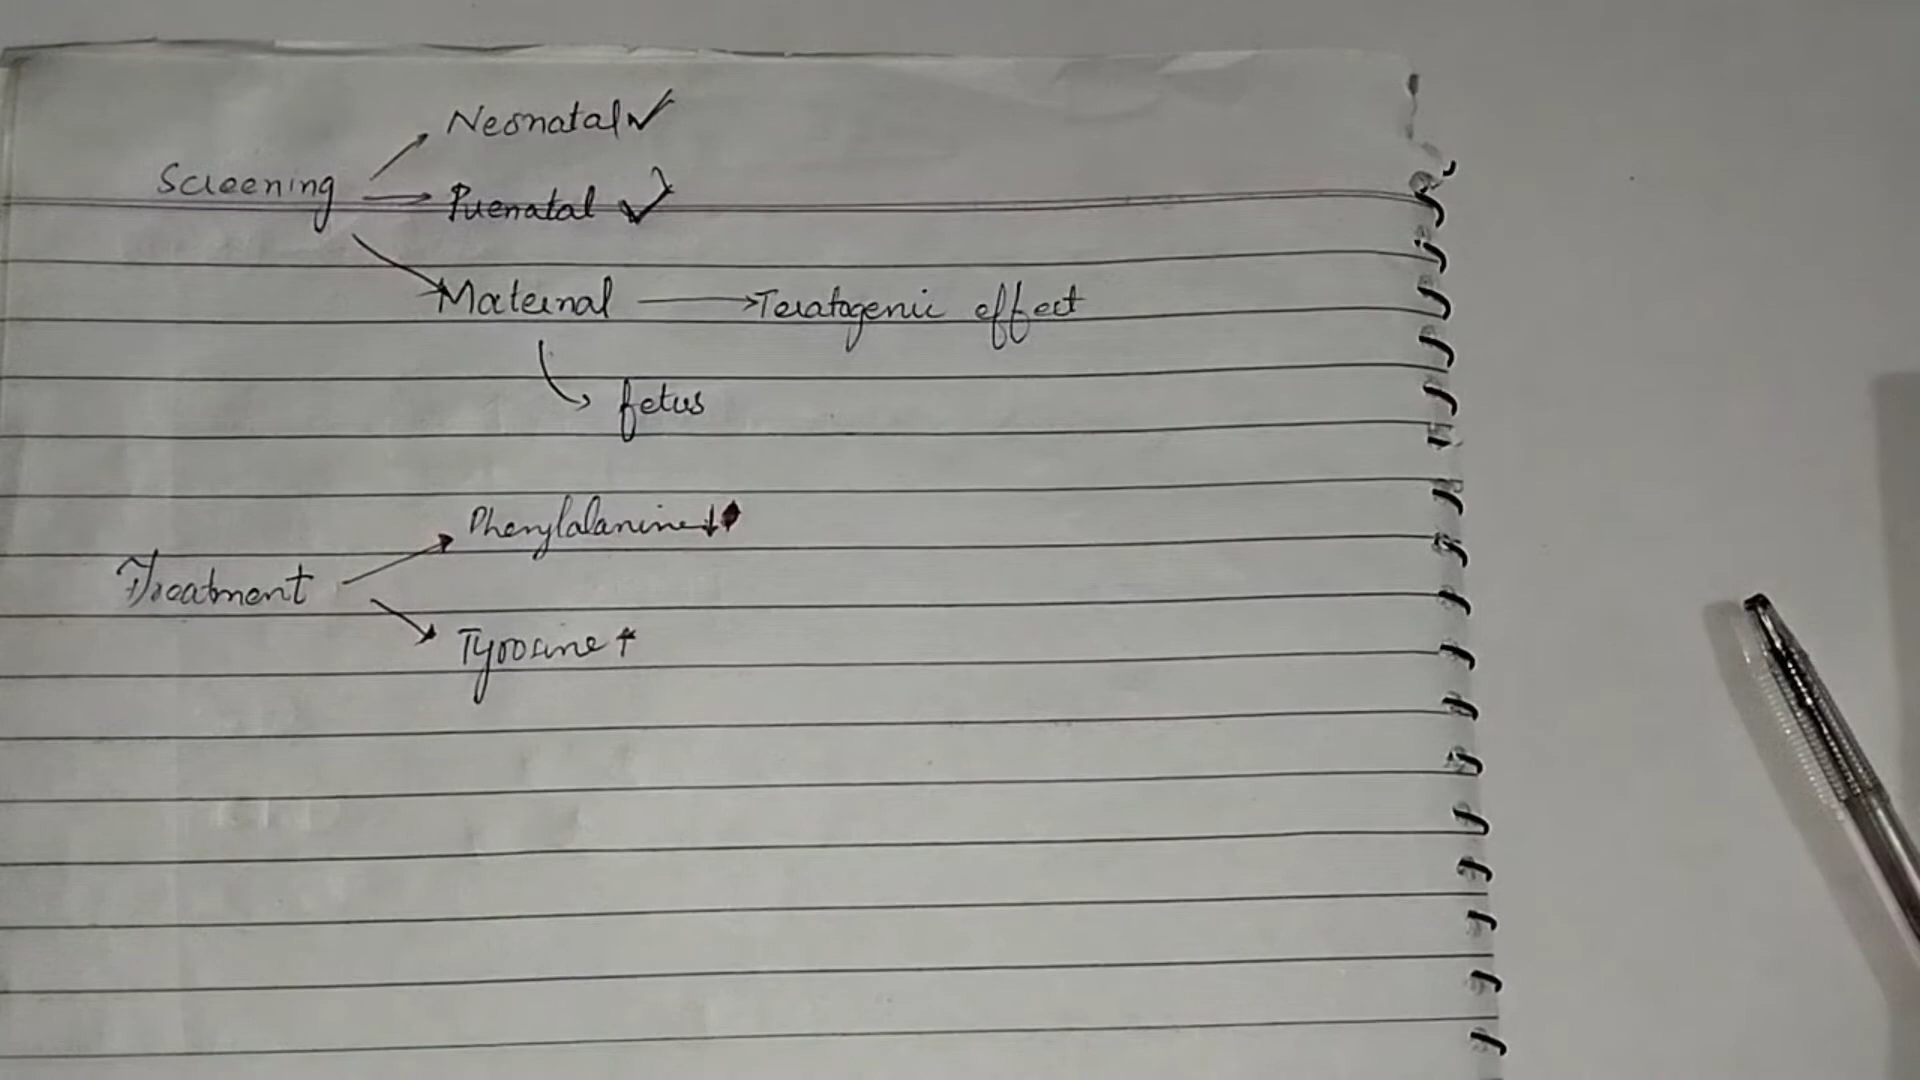 Neonatal ✓
Screening → Prenatal ✓
Maternal → Teratogenic effect
fetus
Phenylalanine ↓
Treatment
Tyrosine ↑